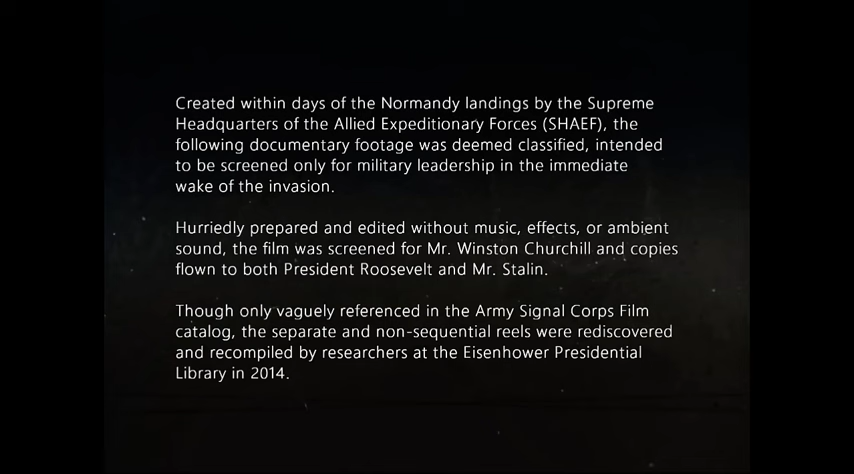 Created within days of the Normandy landings by the Supreme
Headquarters of the Allied Expeditionary Forces (SHAEF), the
following documentary footage was deemed classified, intended
to be screened only for military leadership in the immediate
wake of the invasion.
Hurriedly prepared and edited without music, effects, or ambient
sound, the film was screened for Mr. Winston Churchill and copies
flown to both President Roosevelt and Mr. Stalin.
Though only vaguely referenced in the Army Signal Corps Film
catalog, the separate and non-sequential reels were rediscovered
and recompiled by researchers at the Eisenhower Presidential
Library in 2014.